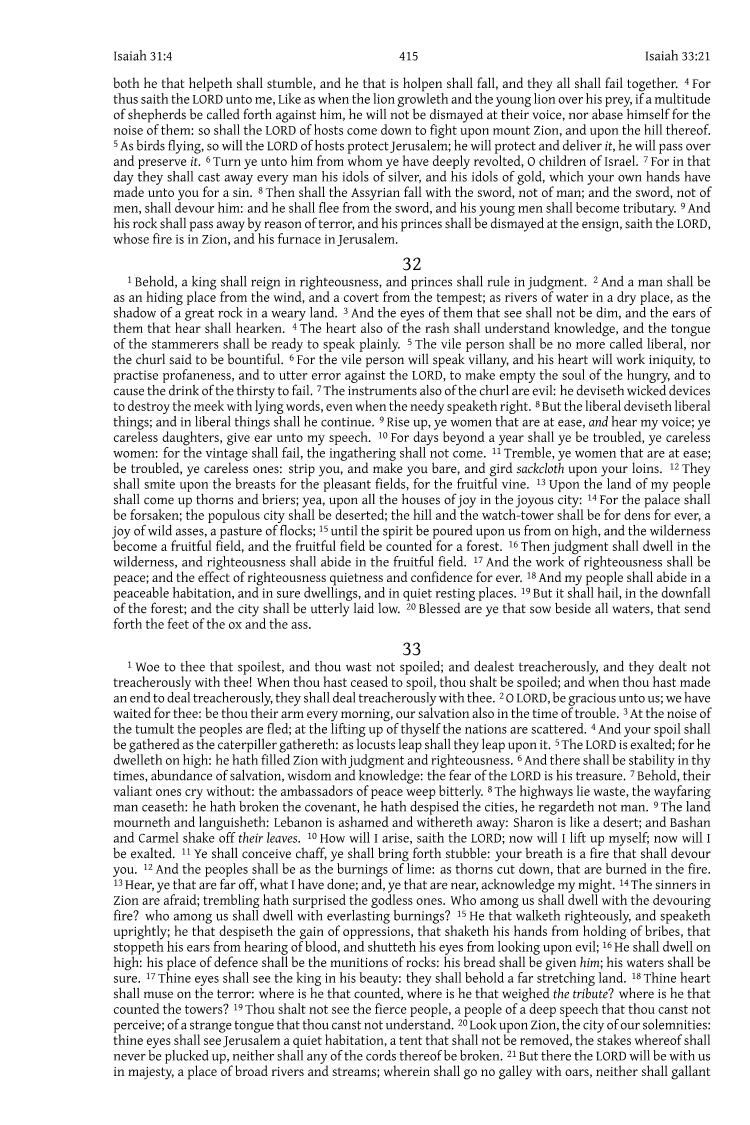 Isaiah 31:4 415 Isaiah 33:21
both he that helpeth shall stumble, and he that is holpen shall fall, and they all shall fail together. 4 For
thus saith the LORD unto me, Like as when the lion growleth and the young lion over his prey, if a multitude
of shepherds be called forth against him, he will not be dismayed at their voice, nor abase himself for the
noise of them: so shall the LORD of hosts come down to fight upon mount Zion, and upon the hill thereof.
5 As birds flying, so will the LORD of hosts protect Jerusalem; he will protect and deliver it, he will pass over
and preserve it. 6 Turn ye unto him from whom ye have deeply revolted, O children of Israel. 7 For in that
day they shall cast away every man his idols of silver, and his idols of gold, which your own hands have
made unto you for a sin. 8 Then shall the Assyrian fall with the sword, not of man; and the sword, not of
men, shall devour him: and he shall flee from the sword, and his young men shall become tributary. 9 And
his rock shall pass away by reason of terror, and his princes shall be dismayed at the ensign, saith the LORD,
whose fire is in Zion, and his furnace in Jerusalem.
32
1 Behold, a king shall reign in righteousness, and princes shall rule in judgment. 2 And a man shall be
as an hiding place from the wind, and a covert from the tempest; as rivers of water in a dry place, as the
shadow of a great rock in a weary land. 3 And the eyes of them that see shall not be dim, and the ears of
them that hear shall hearken. 4 The heart also of the rash shall understand knowledge, and the tongue
of the stammerers shall be ready to speak plainly. 5 The vile person shall be no more called liberal, nor
the churl said to be bountiful. 6 For the vile person will speak villany, and his heart will work iniquity, to
practise profaneness, and to utter error against the LORD, to make empty the soul of the hungry, and to
cause the drink of the thirsty to fail. 7 The instruments also of the churl are evil: he deviseth wicked devices
to destroy the meek with lying words, even when the needy speaketh right. 8 But the liberal deviseth liberal
things; and in liberal things shall he continue. 9 Rise up, ye women that are at ease, and hear my voice; ye
careless daughters, give ear unto my speech. 10 For days beyond a year shall ye be troubled, ye careless
women: for the vintage shall fail, the ingathering shall not come. 11 Tremble, ye women that are at ease;
be troubled, ye careless ones: strip you, and make you bare, and gird sackcloth upon your loins. 12 They
shall smite upon the breasts for the pleasant fields, for the fruitful vine. 13 Upon the land of my people
shall come up thorns and briers; yea, upon all the houses of joy in the joyous city: 14 For the palace shall
be forsaken; the populous city shall be deserted; the hill and the watch-tower shall be for dens for ever, a
joy of wild asses, a pasture of flocks; 15 until the spirit be poured upon us from on high, and the wilderness
become a fruitful field, and the fruitful field be counted for a forest. 16 Then judgment shall dwell in the
wilderness, and righteousness shall abide in the fruitful field. 17 And the work of righteousness shall be
peace; and the effect of righteousness quietness and confidence for ever. 18 And my people shall abide in a
peaceable habitation, and in sure dwellings, and in quiet resting places. 19 But it shall hail, in the downfall
of the forest; and the city shall be utterly laid low. 20 Blessed are ye that sow beside all waters, that send
forth the feet of the ox and the ass.
33
1 Woe to thee that spoilest, and thou wast not spoiled; and dealest treacherously, and they dealt not
treacherously with thee! When thou hast ceased to spoil, thou shalt be spoiled; and when thou hast made
an end to deal treacherously, they shall deal treacherously with thee. 2 O LORD, be gracious unto us; we have
waited for thee: be thou their arm every morning, our salvation also in the time of trouble. 3 At the noise of
the tumult the peoples are fled; at the lifting up of thyself the nations are scattered. 4 And your spoil shall
be gathered as the caterpiller gathereth: as locusts leap shall they leap upon it. 5 The LORD is exalted; for he
dwelleth on high: he hath filled Zion with judgment and righteousness. 6 And there shall be stability in thy
times, abundance of salvation, wisdom and knowledge: the fear of the LORD is his treasure. 7 Behold, their
valiant ones cry without: the ambassadors of peace weep bitterly. 8 The highways lie waste, the wayfaring
man ceaseth: he hath broken the covenant, he hath despised the cities, he regardeth not man. 9 The land
mourneth and languisheth: Lebanon is ashamed and withereth away: Sharon is like a desert; and Bashan
and Carmel shake off their leaves. 10 How will I arise, saith the LORD; now will I lift up myself; now will I
be exalted. 11 Ye shall conceive chaff, ye shall bring forth stubble: your breath is a fire that shall devour
you. 12 And the peoples shall be as the burnings of lime: as thorns cut down, that are burned in the fire.
13 Hear, ye that are far off, what I have done; and, ye that are near, acknowledge my might. 14 The sinners in
Zion are afraid; trembling hath surprised the godless ones. Who among us shall dwell with the devouring
fire? who among us shall dwell with everlasting burnings? 15 He that walketh righteously, and speaketh
uprightly; he that despiseth the gain of oppressions, that shaketh his hands from holding of bribes, that
stoppeth his ears from hearing of blood, and shutteth his eyes from looking upon evil; 16 He shall dwell on
high: his place of defence shall be the munitions of rocks: his bread shall be given him; his waters shall be
sure. 17 Thine eyes shall see the king in his beauty: they shall behold a far stretching land. 18 Thine heart
shall muse on the terror: where is he that counted, where is he that weighed the tribute? where is he that
counted the towers? 19 Thou shalt not see the fierce people, a people of a deep speech that thou canst not
perceive; of a strange tongue that thou canst not understand. 20 Look upon Zion, the city of our solemnities:
thine eyes shall see Jerusalem a quiet habitation, a tent that shall not be removed, the stakes whereof shall
never be plucked up, neither shall any of the cords thereof be broken. 21 But there the LORD will be with us
in majesty, a place of broad rivers and streams; wherein shall go no galley with oars, neither shall gallant